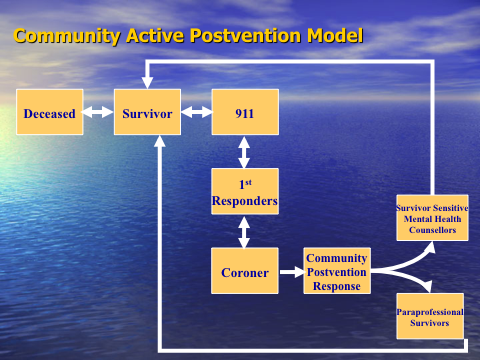 Community Active Postvention Model
Deceased
Survivor
911
1st
Responders
Survivor Sensitive
Mental Health
Counsellors
Coroner
Community
Postvention
Response
Paraprofessional
Survivors